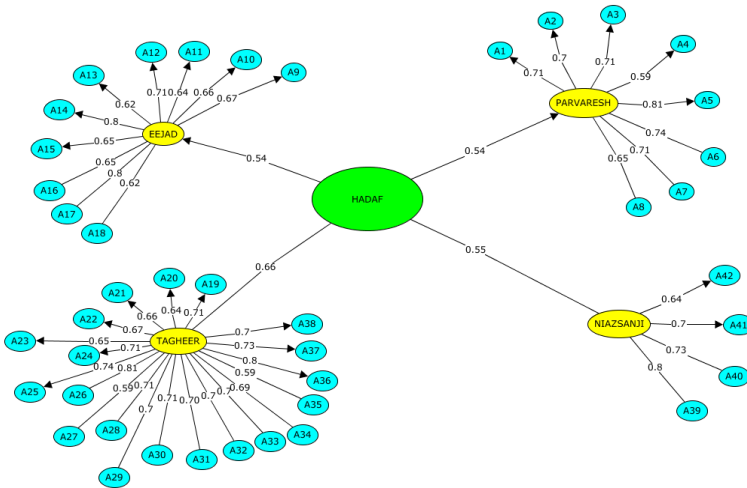 A12
A11
A10
A9
A13
A14
A15
A16
A17
A18
EEJAD
0.71
0.64
0.66
0.67
0.62
0.8
0.65
0.65
0.8
0.62
0.54
A1
A2
A3
A4
A5
A6
A7
A8
PARVARESH
0.71
0.7
0.71
0.59
0.81
0.74
0.71
0.65
0.54
HADAF
0.66
0.55
A20
A19
A21
A22
A23
A24
A25
A26
A27
A28
A29
A30
A31
A32
A33
A34
A35
A36
A37
A38
TAGHEER
0.64
0.71
0.66
0.67
0.65
0.71
0.74
0.81
0.59
0.71
0.7
0.71
0.70
0.69
0.59
0.8
0.73
0.7
NIAZSANJI
A42
A41
A40
A39
0.64
0.7
0.73
0.8